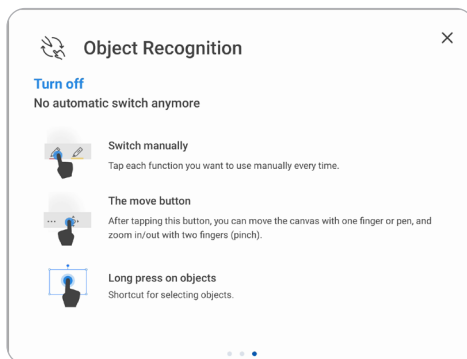 Object Recognition
Turn off
No automatic switch anymore
Switch manually
Tap each function you want to use manually every time.
The move button
After tapping this button, you can move the canvas with one finger or pen, and
zoom in/out with two fingers (pinch).
Long press on objects
Shortcut for selecting objects.